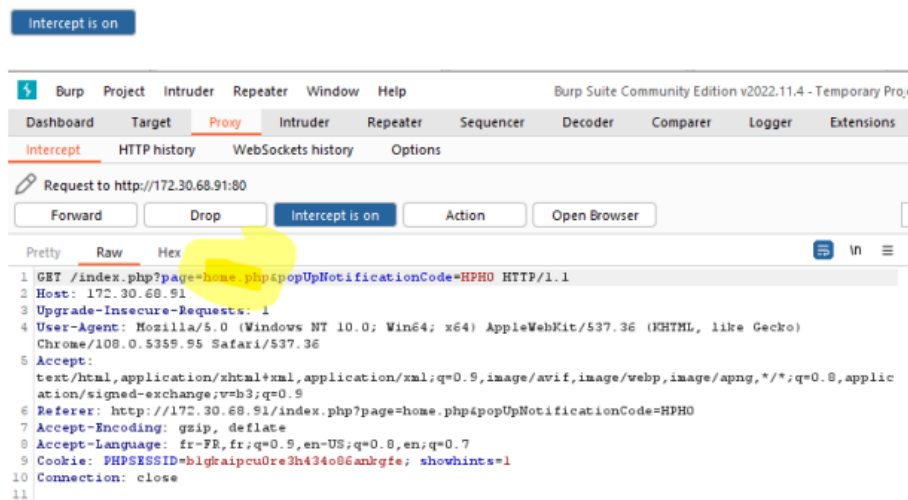 Intercept is on
Burp Project Intruder Repeater Window Help Burp Suite Community Edition v2022.11.4 - Temporary Proj
Dashboard Target Proxy Intruder Repeater Sequencer Decoder Comparer Logger Extensions
Intercept HTTP history WebSockets history Options
Request to http://172.30.68.91:80
Forward Drop Intercept is on Action Open Browser
Pretty Raw Hex \n
1 GET /index.php?page=home.php&popUpNotificationCode=HPH0 HTTP/1.1
2 Host: 172.30.68.91
3 Upgrade-Insecure-Requests: 1
4 User-Agent: Mozilla/5.0 (Windows NT 10.0; Win64; x64) AppleWebKit/537.36 (KHTML, like Gecko)
Chrome/108.0.5359.95 Safari/537.36
5 Accept:
text/html,application/xhtml+xml,application/xml;q=0.9,image/avif,image/webp,image/apng,*/*;q=0.8,applic
ation/signed-exchange;v=b3;q=0.9
6 Referer: http://172.30.68.91/index.php?page=home.php&popUpNotificationCode=HPH0
7 Accept-Encoding: gzip, deflate
8 Accept-Language: fr-FR,fr;q=0.9,en-US;q=0.8,en;q=0.7
9 Cookie: PHPSESSID=blgkaipcu0re3h434o86ankgfe; showhints=1
10 Connection: close
11